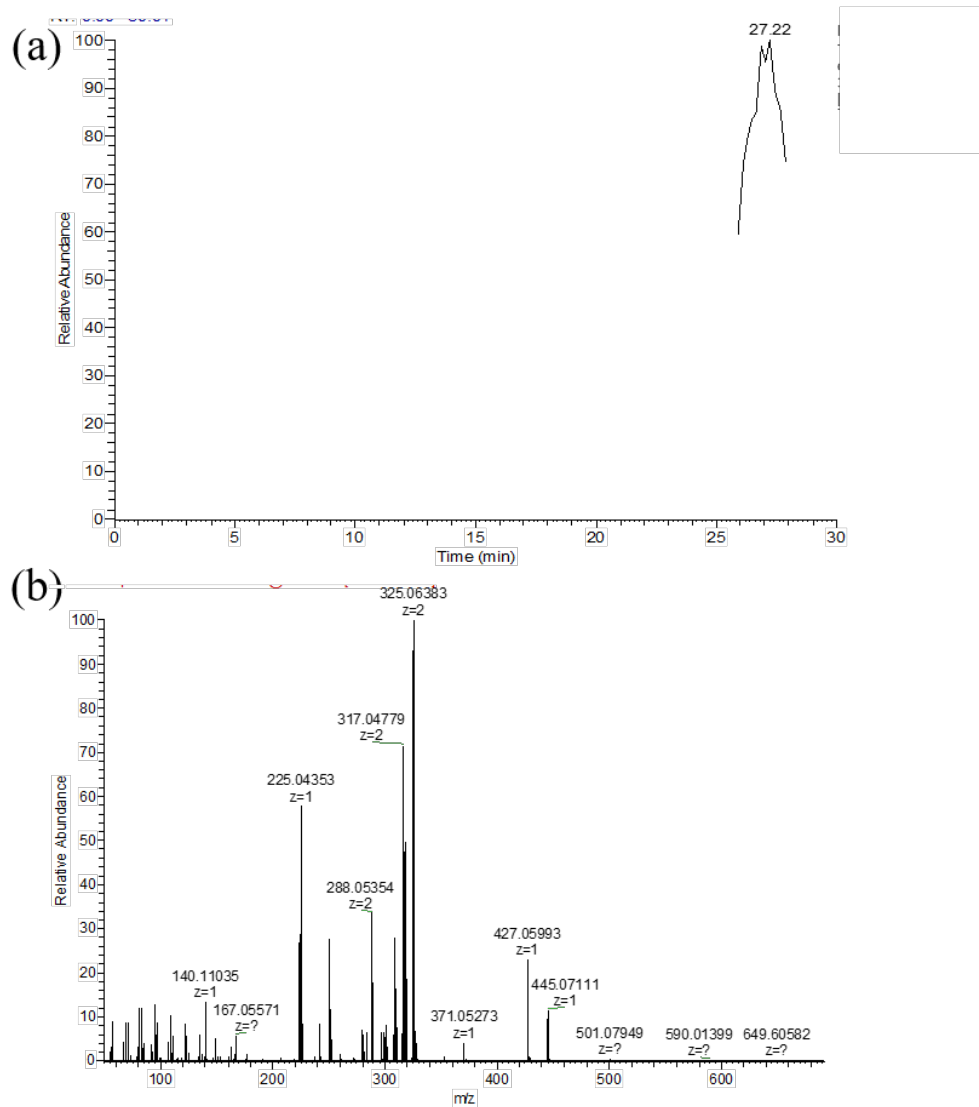 (a)
27.22
100
90
80
70
60
50
40
30
20
10
0
Relative Abundance
0 5 10 15 20 25 30
Time (min)
(b)
325.06383
z=2
317.04779
z=2
225.04353
z=1
288.05354
z=2
427.05993
z=1
445.07111
z=1
140.11035
z=1
167.05571
z=?
371.05273
z=1
501.07949
z=?
590.01399
z=?
649.60582
z=?
100
90
80
70
60
50
40
30
20
10
0
Relative Abundance
100 200 300 400 500 600
m/z